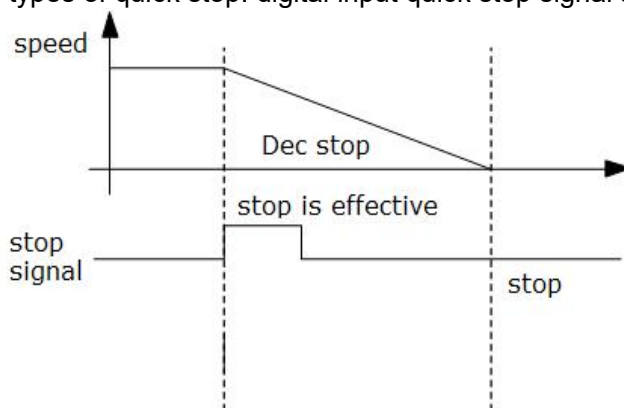 types of quick stop: digital input quick stop signal
speed
Dec stop
stop is effective
stop
signal
stop